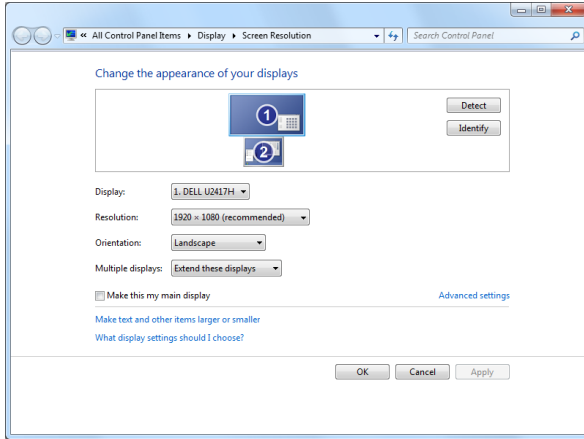 « All Control Panel Items ▸ Display ▸ Screen Resolution Search Control Panel
Change the appearance of your displays
1
Detect
2
Identify
Display: 1. DELL U2417H
Resolution: 1920 × 1080 (recommended)
Orientation: Landscape
Multiple displays: Extend these displays
Make this my main display Advanced settings
Make text and other items larger or smaller
What display settings should I choose?
OK Cancel Apply